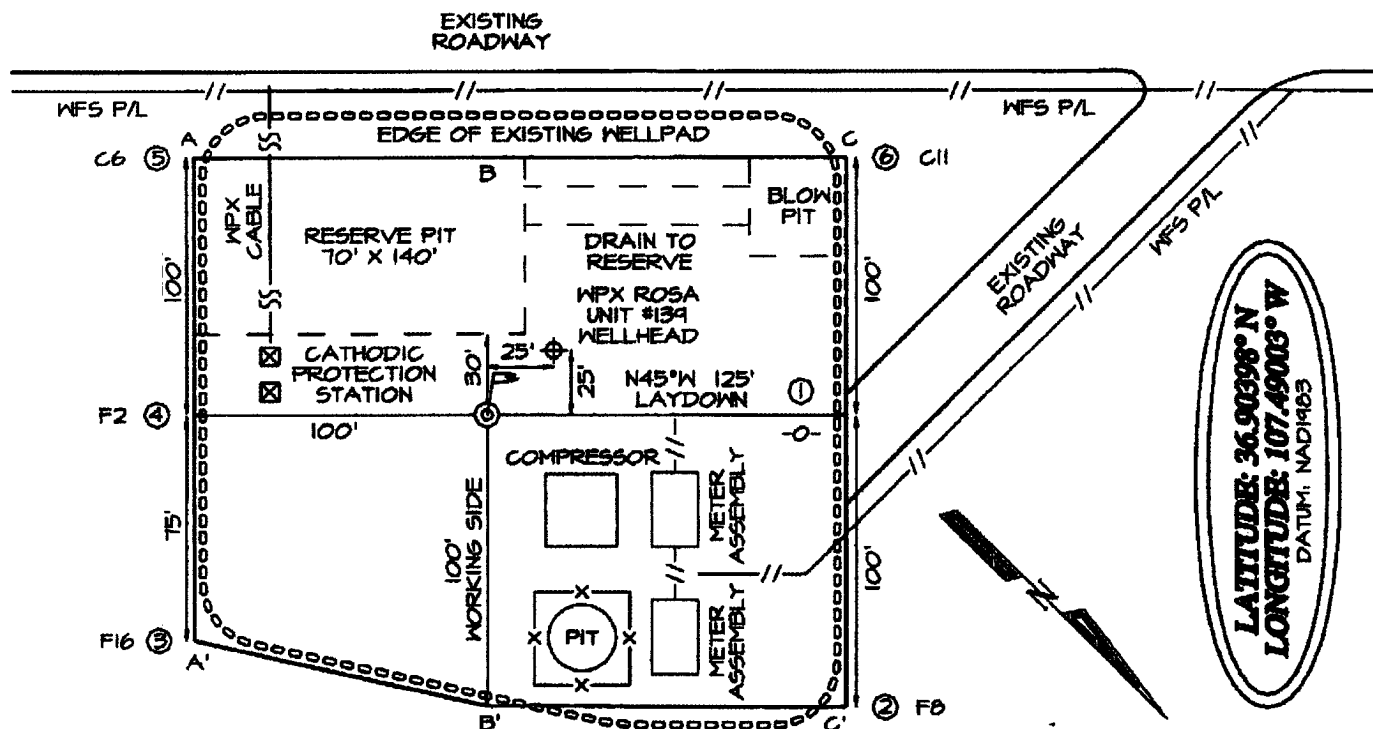 EXISTING
ROADWAY
WFS P/L
WFS P/L
EDGE OF EXISTING WELLPAD
A
B
C
C6 ⑤
⑥ C11
WPX
CABLE
RESERVE PIT
70' X 140'
DRAIN TO
RESERVE
BLOW
PIT
WPX ROSA
UNIT #139
WELLHEAD
EXISTING
ROADWAY
WFS P/L
100'
100'
CATHODIC
PROTECTION
STATION
30'
25'
25'
N45°W 125'
LAYDOWN
①
-0-
F2 ④
100'
COMPRESSOR
METER
ASSEMBLY
75'
100'
WORKING SIDE
100'
PIT
METER
ASSEMBLY
F16 ③
A'
B'
C'
② F8
N
LATITUDE: 36.90398° N
LONGITUDE: 107.49003° W
DATUM: NAD1983